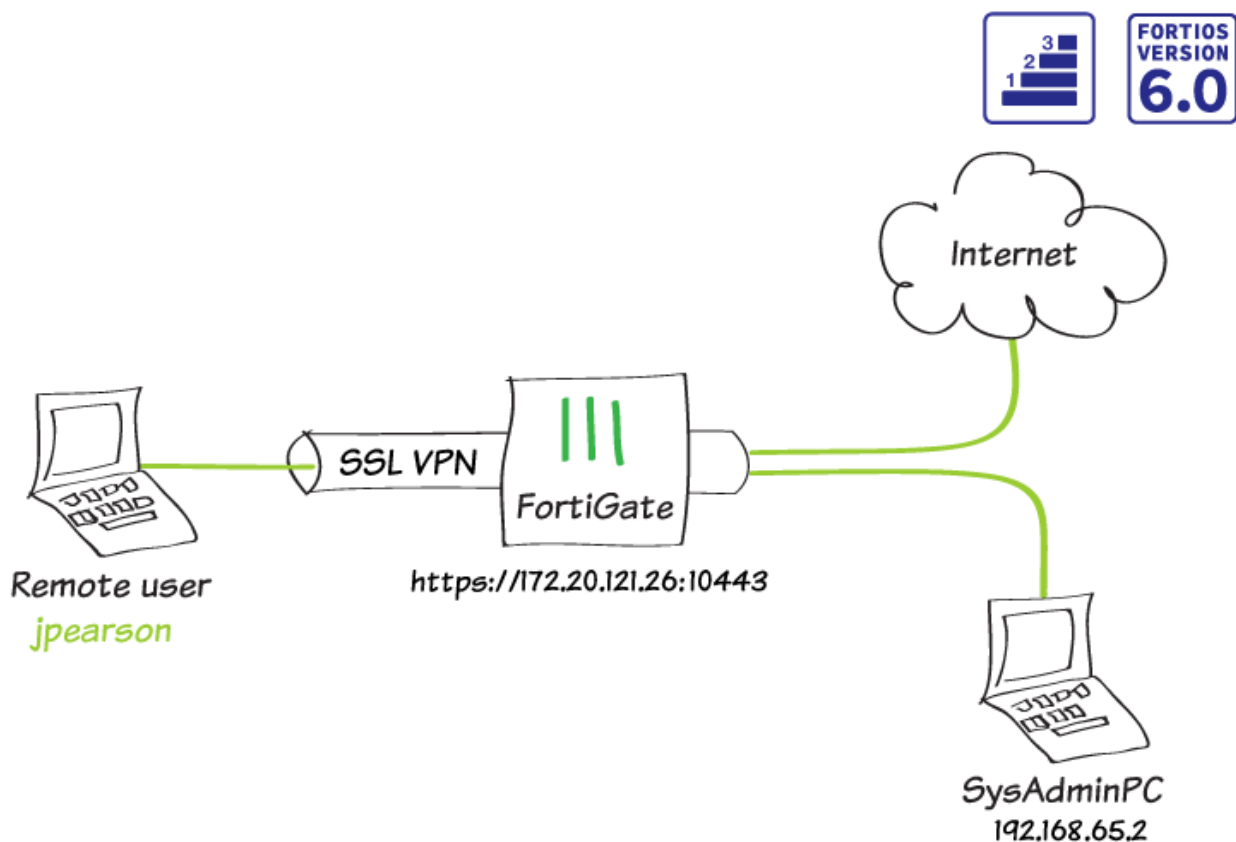 3
2
1
FORTIOS
VERSION
6.0
Internet
SSL VPN
FortiGate
https://172.20.121.26:10443
Remote user
jpearson
SysAdminPC
192.168.65.2